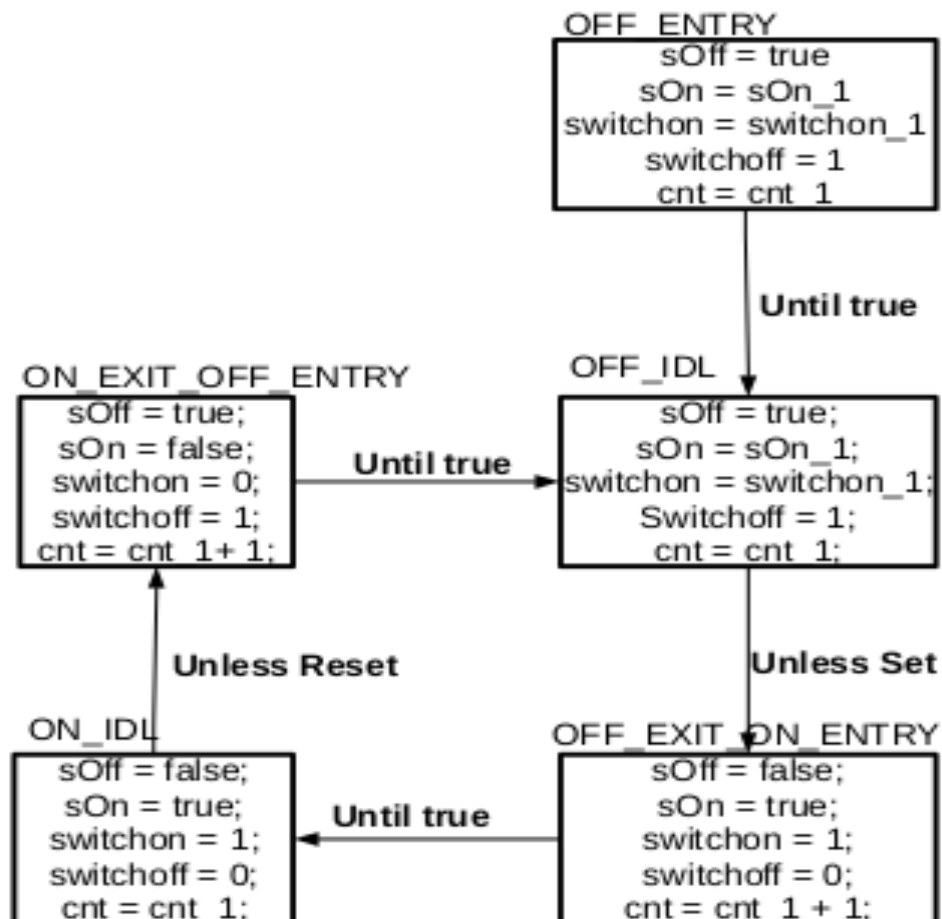 OFF_ENTRY
sOff = true
sOn = sOn_1
switchon = switchon_1
switchoff = 1
cnt = cnt_1
Until true
ON_EXIT_OFF_ENTRY
sOff = true;
sOn = false;
switchon = 0;
switchoff = 1;
cnt = cnt_1+ 1;
Until true
OFF_IDL
sOff = true;
sOn = sOn_1;
switchon = switchon_1;
Switchoff = 1;
cnt = cnt_1;
Unless Reset
Unless Set
ON_IDL
sOff = false;
sOn = true;
switchon = 1;
switchoff = 0;
cnt = cnt_1;
Until true
OFF_EXIT_ON_ENTRY
sOff = false;
sOn = true;
switchon = 1;
switchoff = 0;
cnt = cnt_1 + 1;